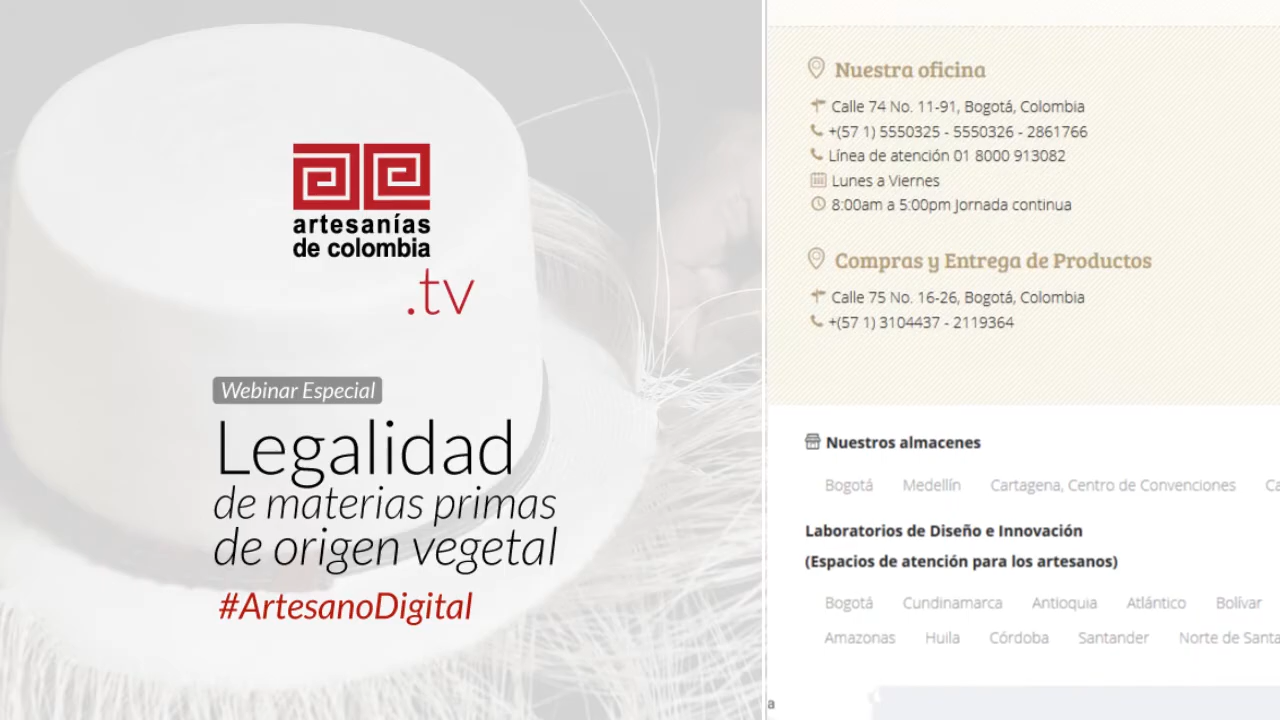 artesanías
de colombia
.tv
Webinar Especial
Legalidad
de materias primas
de origen vegetal
#ArtesanoDigital
Nuestra oficina
Calle 74 No. 11-91, Bogotá, Colombia
+(57 1) 5550325 - 5550326 - 2861766
Línea de atención 01 8000 913082
Lunes a Viernes
8:00am a 5:00pm Jornada continua
Compras y Entrega de Productos
Calle 75 No. 16-26, Bogotá, Colombia
+(57 1) 3104437 - 2119364
Nuestros almacenes
Bogotá Medellín Cartagena, Centro de Convenciones Ca
Laboratorios de Diseño e Innovación
(Espacios de atención para los artesanos)
Bogotá Cundinamarca Antioquia Atlántico Bolívar
Amazonas Huila Córdoba Santander Norte de Santa
a